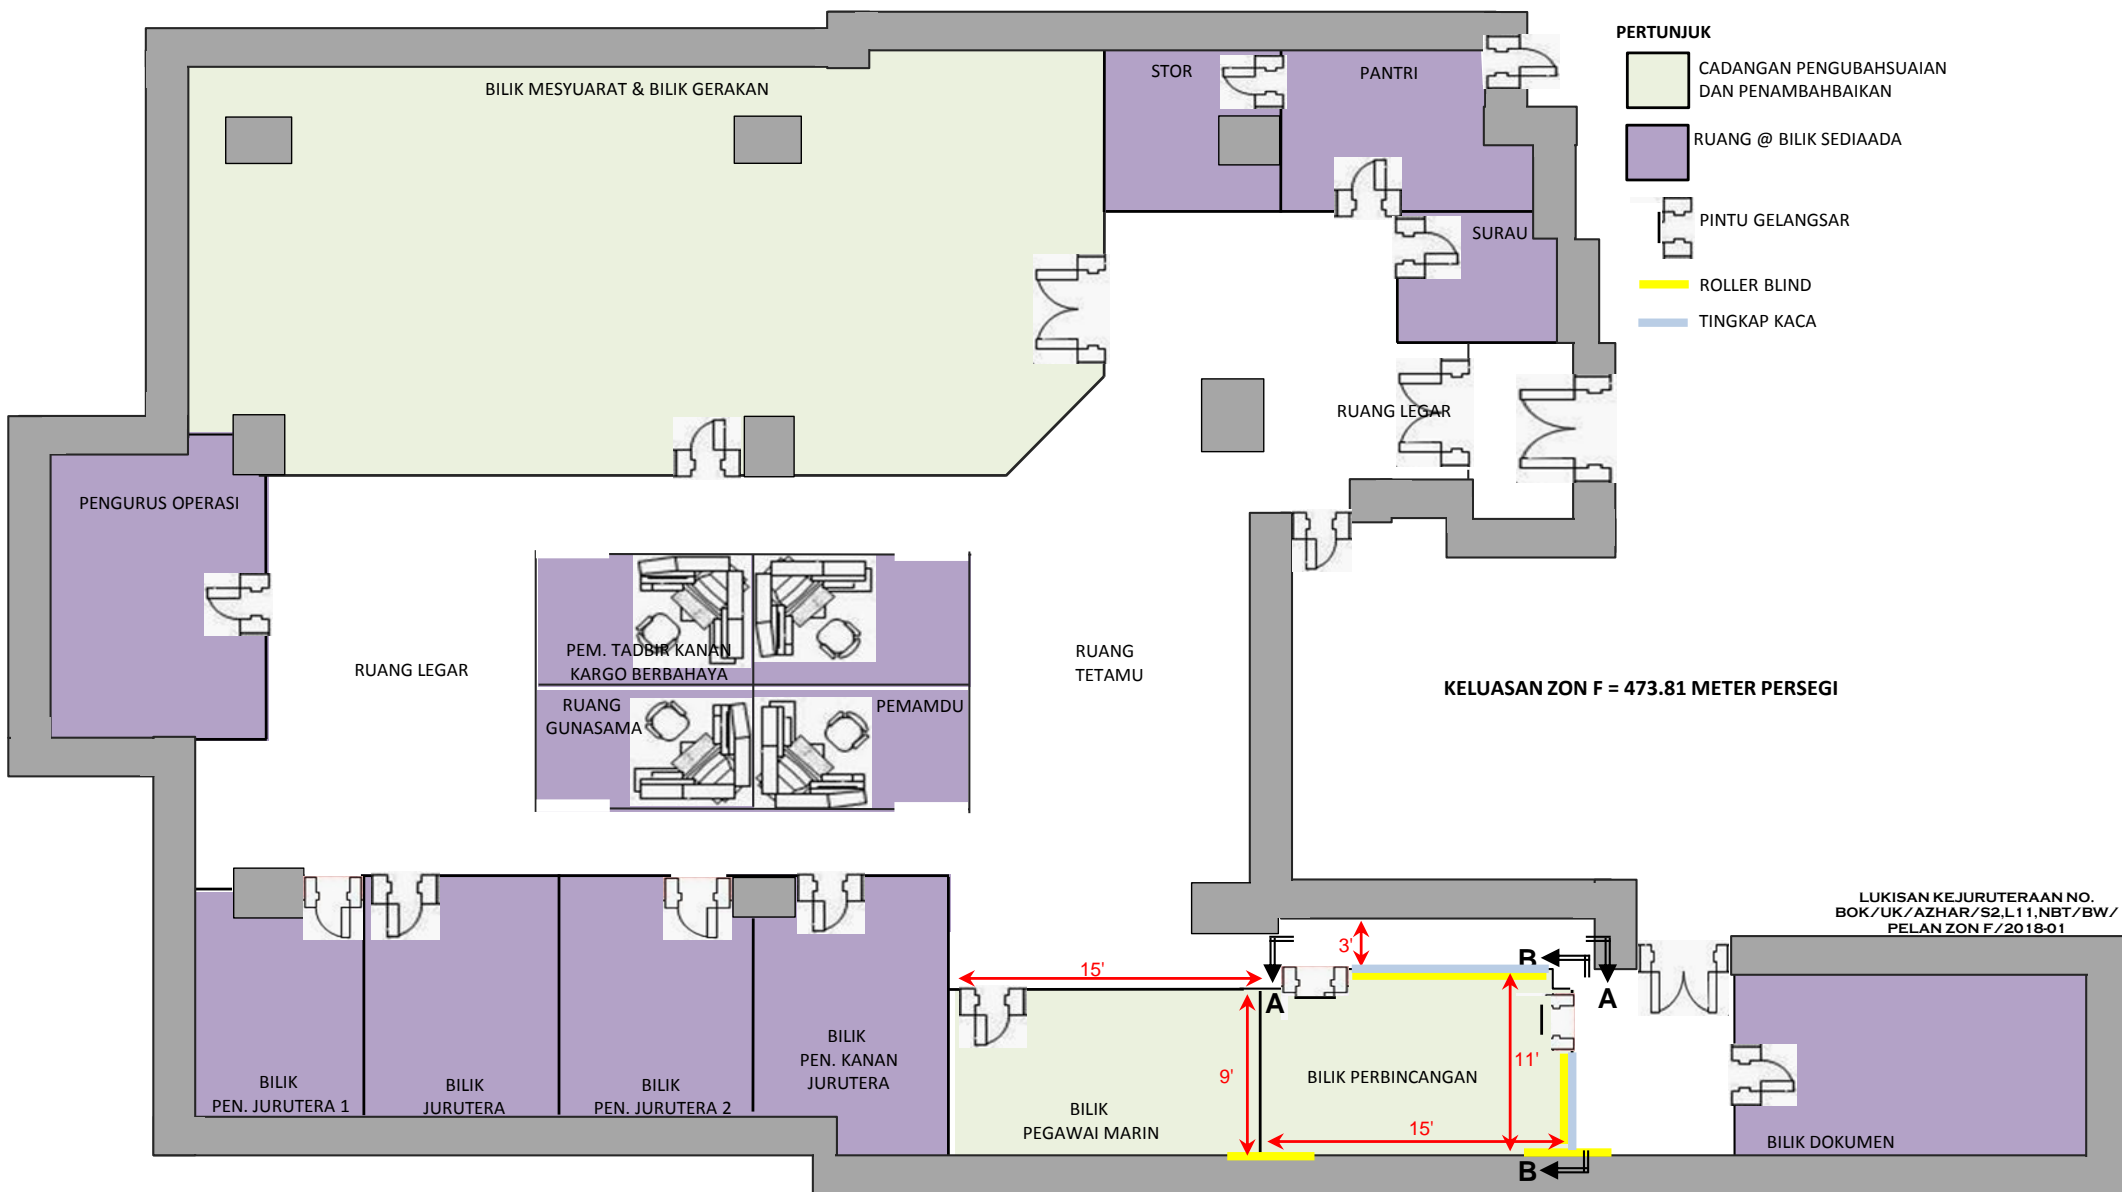 PERTUNJUK
CADANGAN PENGUBAHSUAIAN
DAN PENAMBAHBAIKAN
RUANG @ BILIK SEDIAADA
PINTU GELANGSAR
ROLLER BLIND
TINGKAP KACA
BILIK MESYUARAT & BILIK GERAKAN
STOR
PANTRI
SURAU
RUANG LEGAR
PENGURUS OPERASI
RUANG LEGAR
PEM. TADBIR KANAN
KARGO BERBAHAYA
RUANG
GUNASAMA
PEMAMDU
RUANG
TETAMU
KELUASAN ZON F = 473.81 METER PERSEGI
LUKISAN KEJURUTERAAN NO.
BOK/UK/AZHAR/S2,L11,NBT/BW/
PELAN ZON F/2018-01
3'
15'
A
B
A
9'
11'
15'
B
BILIK
PEN. JURUTERA 1
BILIK
JURUTERA
BILIK
PEN. JURUTERA 2
BILIK
PEN. KANAN
JURUTERA
BILIK
PEGAWAI MARIN
BILIK PERBINCANGAN
BILIK DOKUMEN